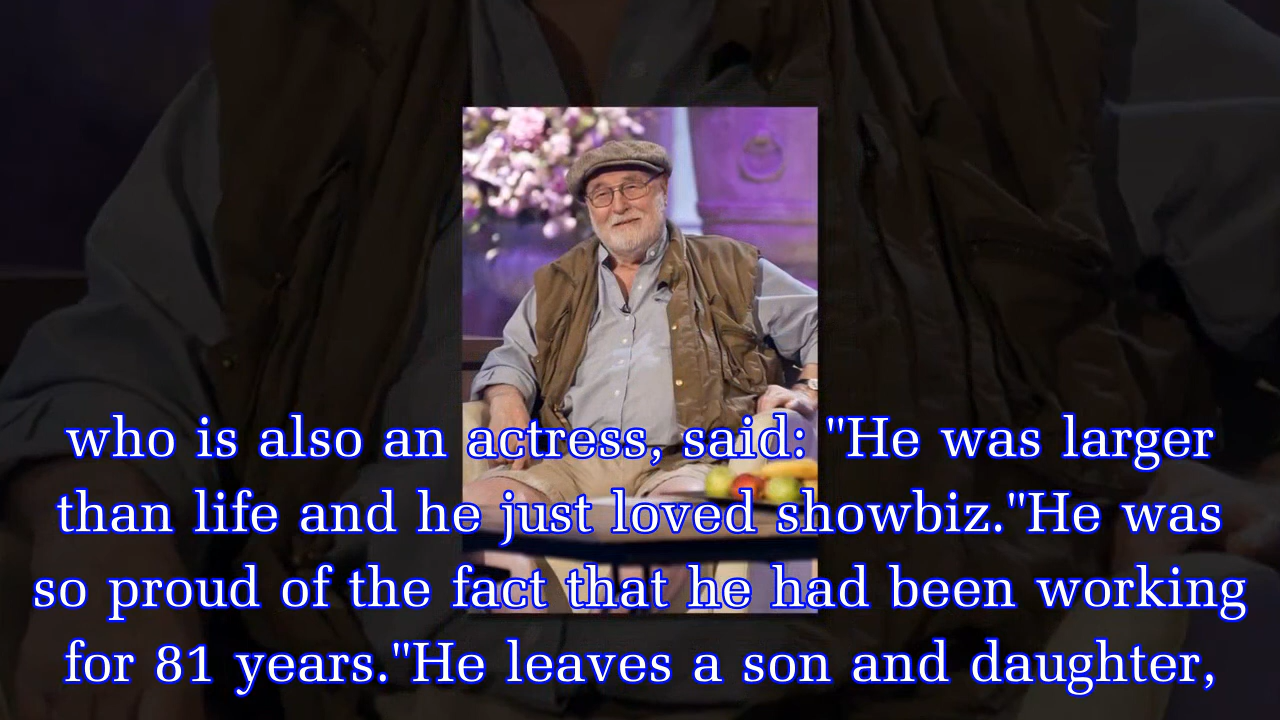 who is also an actress, said: "He was larger
than life and he just loved showbiz."He was
so proud of the fact that he had been working
for 81 years."He leaves a son and daughter,